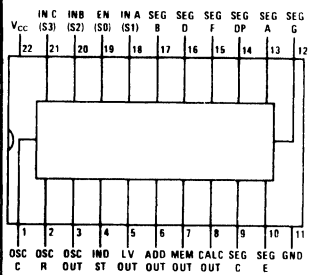 IN C INB EN IN A SEG SEG SEG SEG SEG SEG
VCC (S3) (S2) (S0) (S1) B D F DP A G
22 21 20 19 18 17 16 15 14 13 12
1 2 3 4 5 6 7 8 9 10 11
OSC OSC OSC IND LV ADD MEM CALC SEG SEG GND
C R OUT ST OUT OUT OUT OUT C E